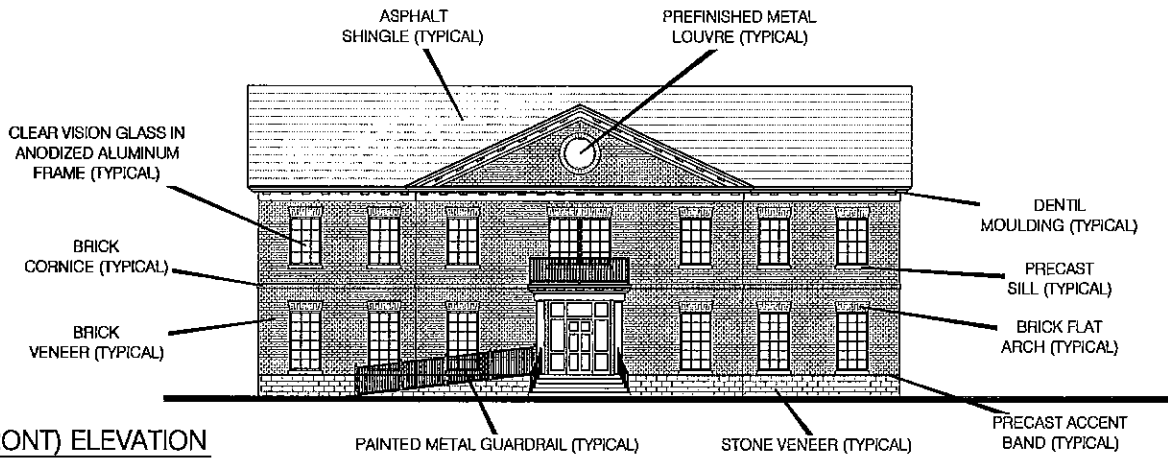 ASPHALT
SHINGLE (TYPICAL)
PREFINISHED METAL
LOUVRE (TYPICAL)
CLEAR VISION GLASS IN
ANODIZED ALUMINUM
FRAME (TYPICAL)
DENTIL
MOULDING (TYPICAL)
BRICK
CORNICE (TYPICAL)
PRECAST
SILL (TYPICAL)
BRICK
VENEER (TYPICAL)
BRICK FLAT
ARCH (TYPICAL)
PRECAST ACCENT
BAND (TYPICAL)
PAINTED METAL GUARDRAIL (TYPICAL)
STONE VENEER (TYPICAL)
ONT) ELEVATION